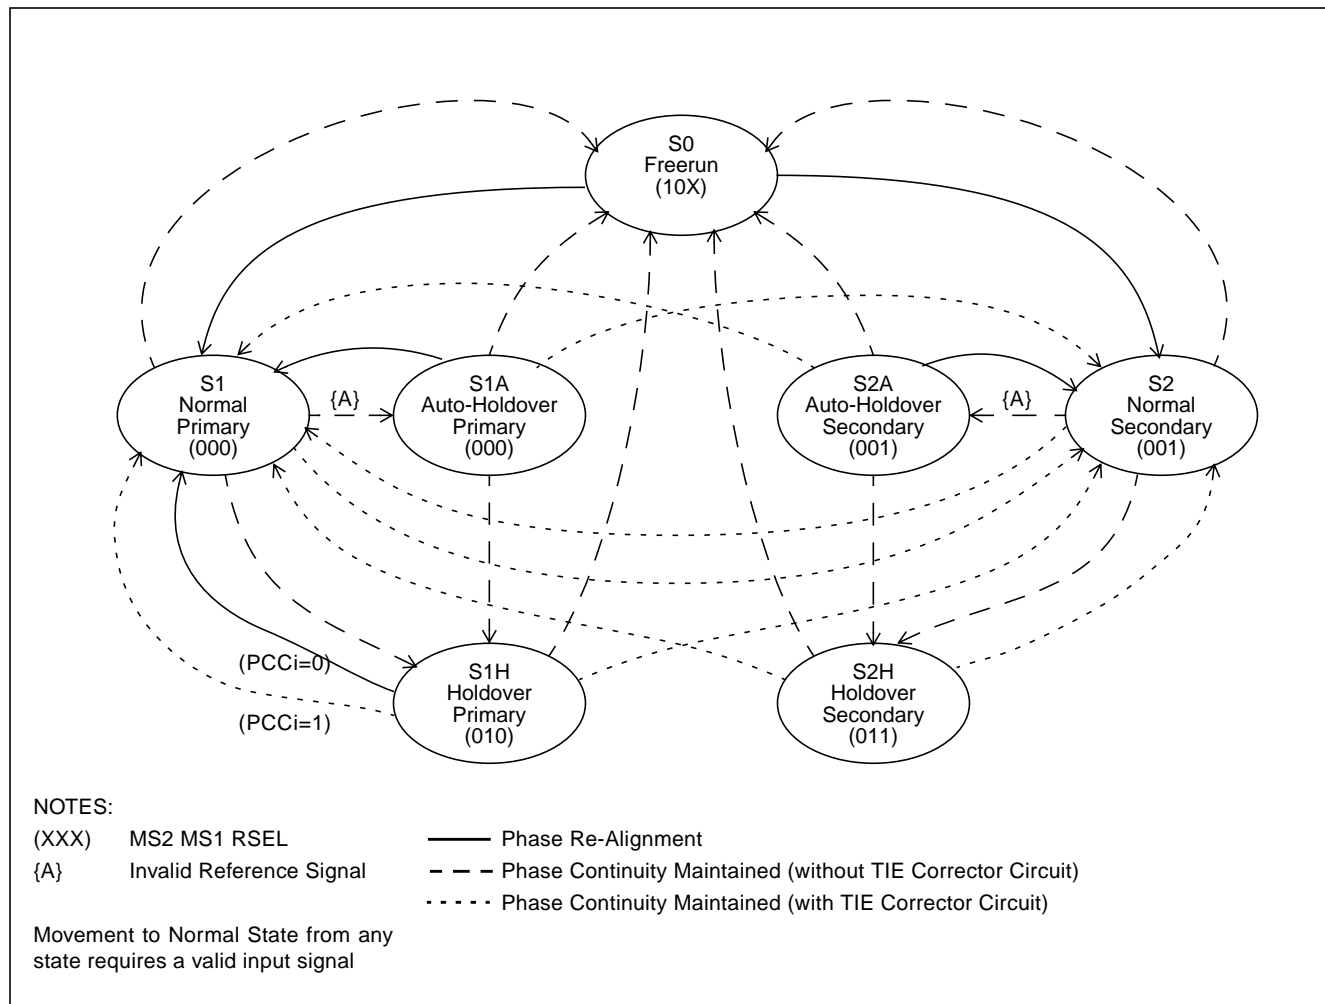 S0
Freerun
(10X)
S1
Normal
Primary
(000)
{A}
S1A
Auto-Holdover
Primary
(000)
S2A
Auto-Holdover
Secondary
(001)
{A}
S2
Normal
Secondary
(001)
(PCCi=0)
(PCCi=1)
S1H
Holdover
Primary
(010)
S2H
Holdover
Secondary
(011)
NOTES:
(XXX) MS2 MS1 RSEL
{A} Invalid Reference Signal
Movement to Normal State from any
state requires a valid input signal
Phase Re-Alignment
Phase Continuity Maintained (without TIE Corrector Circuit)
Phase Continuity Maintained (with TIE Corrector Circuit)